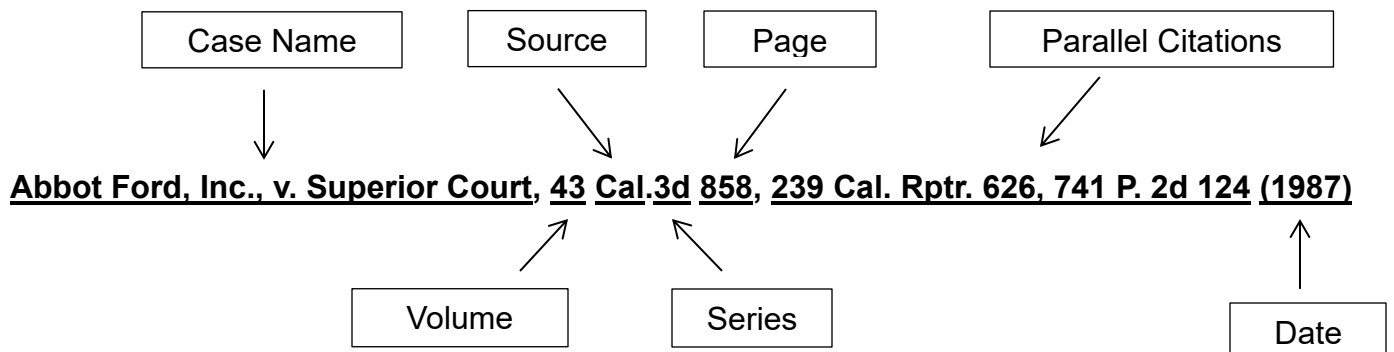 Case Name Source Page Parallel Citations
Abbot Ford, Inc., v. Superior Court, 43 Cal.3d 858, 239 Cal. Rptr. 626, 741 P. 2d 124 (1987)
Volume Series Date